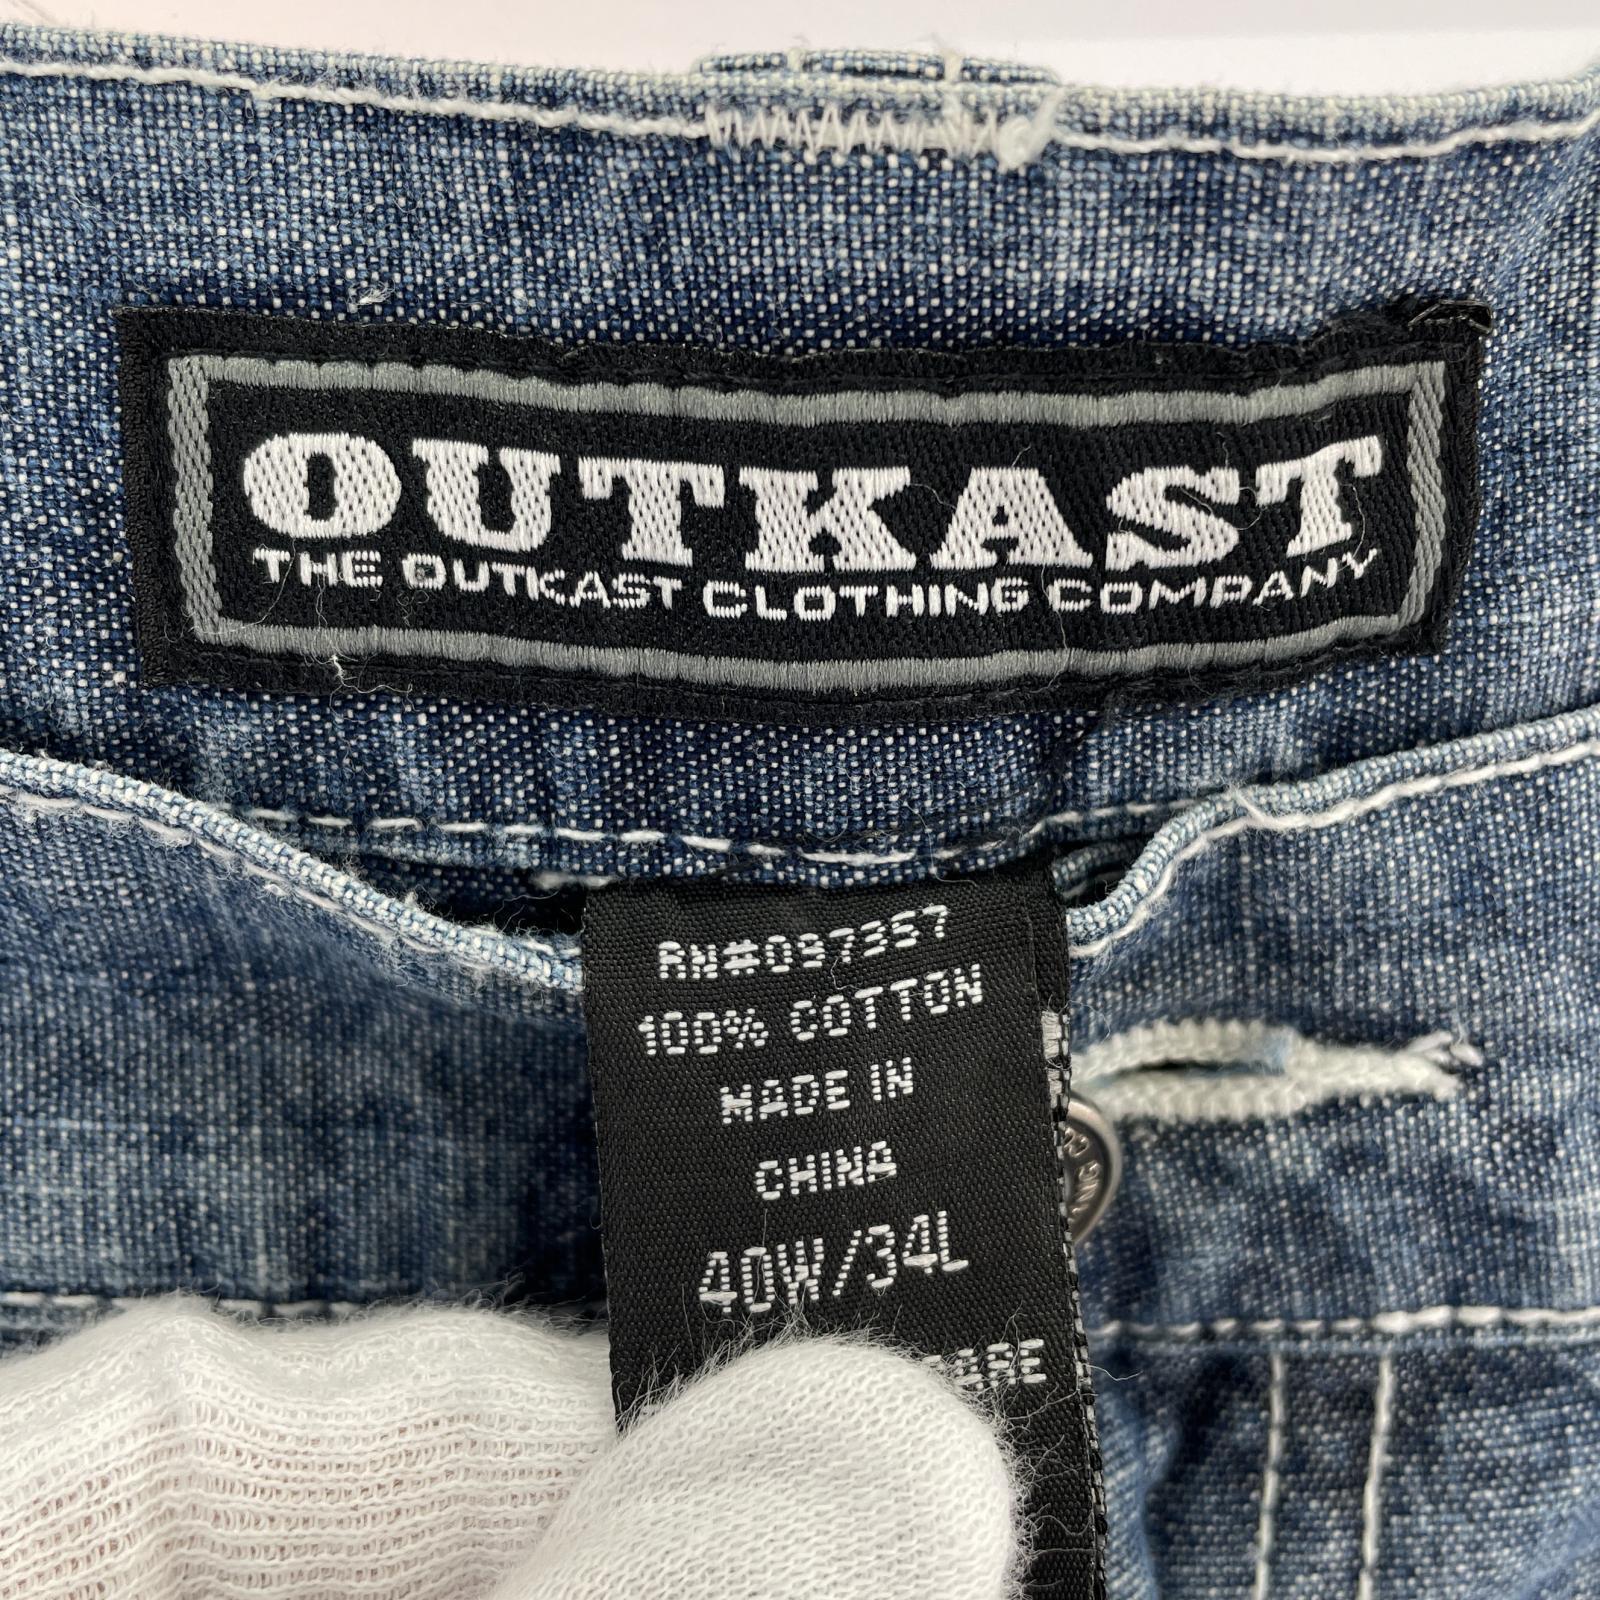 OUTKAST
THE OUTKAST CLOTHING COMPANY
RN#097357
100% COTTON
MADE IN
CHINA
40W/34L